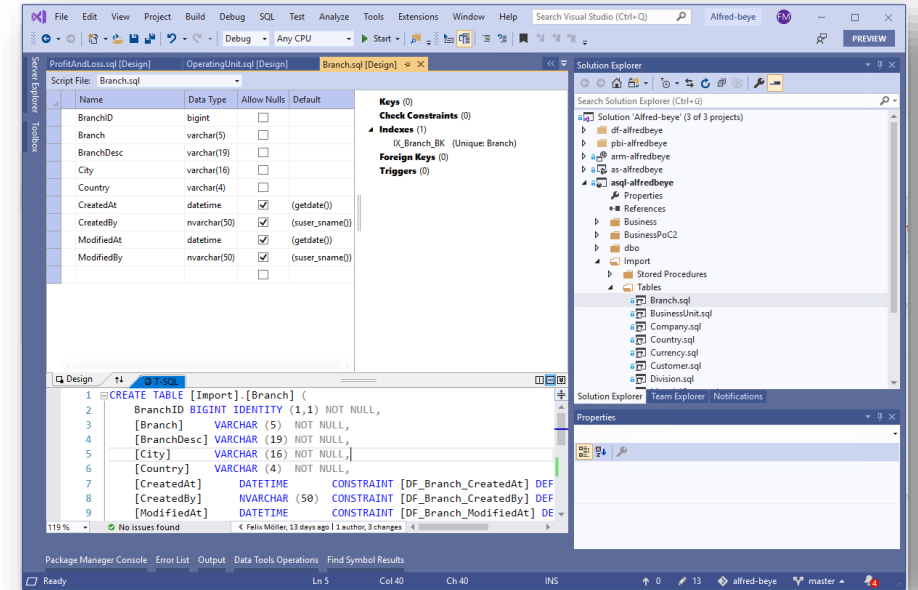 File Edit View Project Build Debug SQL Test Analyze Tools Extensions Window Help Search Visual Studio (Ctrl+Q) Alfred-beye FM
Debug Any CPU Start PREVIEW
Server Explorer
Toolbox
ProfitAndLoss.sql [Design] OperatingUnit.sql [Design] Branch.sql [Design]
Script File: Branch.sql
Name Data Type Allow Nulls Default
BranchID bigint
Branch varchar(5)
BranchDesc varchar(19)
City varchar(16)
Country varchar(4)
CreatedAt datetime (getdate())
CreatedBy nvarchar(50) (suser_sname())
ModifiedAt datetime (getdate())
ModifiedBy nvarchar(50) (suser_sname())
Keys (0)
Check Constraints (0)
Indexes (1)
IX_Branch_BK (Unique: Branch)
Foreign Keys (0)
Triggers (0)
Design T-SQL
1 CREATE TABLE [Import].[Branch] (
2 BranchID BIGINT IDENTITY (1,1) NOT NULL,
3 [Branch] VARCHAR (5) NOT NULL,
4 [BranchDesc] VARCHAR (19) NOT NULL,
5 [City] VARCHAR (16) NOT NULL,
6 [Country] VARCHAR (4) NOT NULL,
7 [CreatedAt] DATETIME CONSTRAINT [DF_Branch_CreatedAt] DEF
8 [CreatedBy] NVARCHAR (50) CONSTRAINT [DF_Branch_CreatedBy] DEF
9 [ModifiedAt] DATETIME CONSTRAINT [DF_Branch_ModifiedAt] DE
119 % No issues found Felix Möller, 13 days ago | 1 author, 3 changes
Solution Explorer
Search Solution Explorer (Ctrl+ü)
Solution 'Alfred-beye' (3 of 3 projects)
df-alfredbeye
pbi-alfredbeye
arm-alfredbeye
as-alfredbeye
asql-alfredbeye
Properties
References
Business
BusinessPoC2
dbo
Import
Stored Procedures
Tables
Branch.sql
BusinessUnit.sql
Company.sql
Country.sql
Currency.sql
Customer.sql
Division.sql
Solution Explorer Team Explorer Notifications
Properties
Package Manager Console Error List Output Data Tools Operations Find Symbol Results
Ready Ln 5 Col 40 Ch 40 INS 0 13 alfred-beye master 4